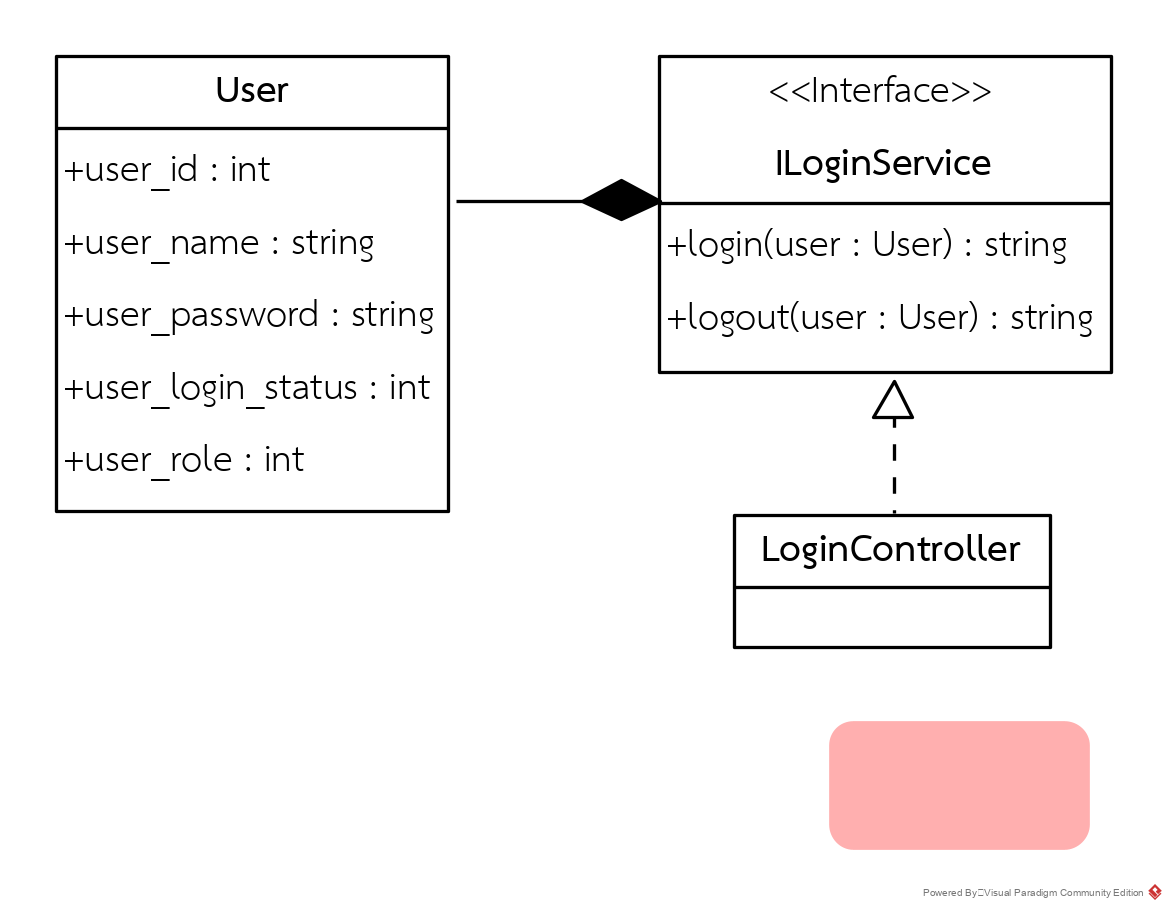 User
+user_id : int
+user_name : string
+user_password : string
+user_login_status : int
+user_role : int
<<Interface>>
ILoginService
+login(user : User) : string
+logout(user : User) : string
LoginController
Powered By Visual Paradigm Community Edition